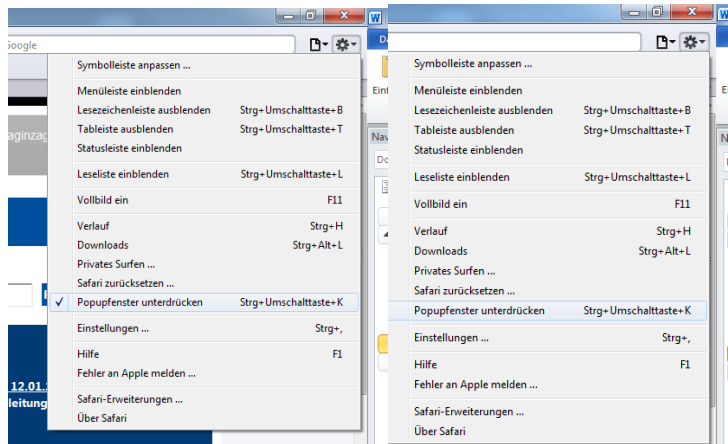 Google
Symbolleiste anpassen ...
Menüleiste einblenden
Lesezeichenleiste ausblenden Strg+Umschalttaste+B
Tableiste ausblenden Strg+Umschalttaste+T
Statusleiste einblenden
Leseliste einblenden Strg+Umschalttaste+L
Vollbild ein F11
Verlauf Strg+H
Downloads Strg+Alt+L
Privates Surfen ...
Safari zurücksetzen ...
Popupfenster unterdrücken Strg+Umschalttaste+K
Einstellungen ... Strg+,
Hilfe F1
Fehler an Apple melden ...
Safari-Erweiterungen ...
Über Safari
aginzag
12.01.
leitung
W
Da
Einf
Nav
Do
Symbolleiste anpassen ...
Menüleiste einblenden
Lesezeichenleiste ausblenden Strg+Umschalttaste+B
Tableiste ausblenden Strg+Umschalttaste+T
Statusleiste einblenden
Leseliste einblenden Strg+Umschalttaste+L
Vollbild ein F11
Verlauf Strg+H
Downloads Strg+Alt+L
Privates Surfen ...
Safari zurücksetzen ...
Popupfenster unterdrücken Strg+Umschalttaste+K
Einstellungen ... Strg+,
Hilfe F1
Fehler an Apple melden ...
Safari-Erweiterungen ...
Über Safari
W
E
N